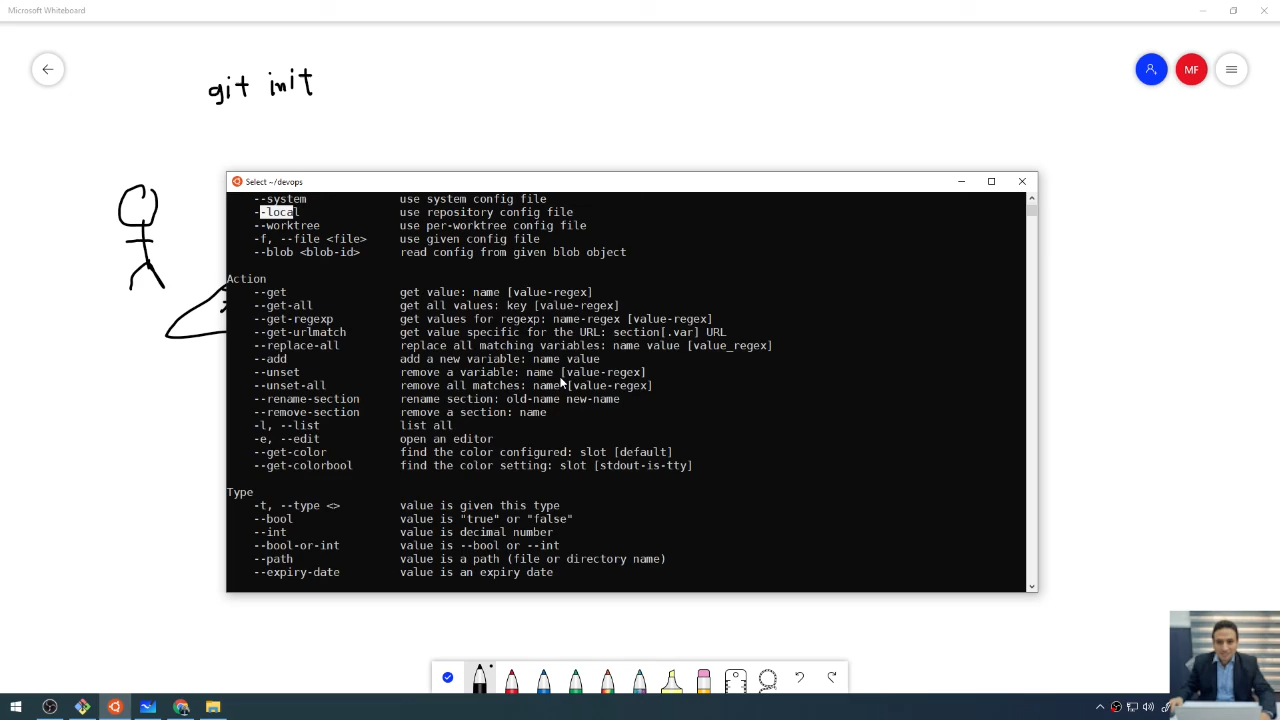 Microsoft Whiteboard
git init
MF
Select ~/devops
--system use system config file
--local use repository config file
--worktree use per-worktree config file
-f, --file <file> use given config file
--blob <blob-id> read config from given blob object
Action
--get get value: name [value-regex]
--get-all get all values: key [value-regex]
--get-regexp get values for regexp: name-regex [value-regex]
--get-urlmatch get value specific for the URL: section[.var] URL
--replace-all replace all matching variables: name value [value_regex]
--add add a new variable: name value
--unset remove a variable: name [value-regex]
--unset-all remove all matches: name [value-regex]
--rename-section rename section: old-name new-name
--remove-section remove a section: name
-l, --list list all
-e, --edit open an editor
--get-color find the color configured: slot [default]
--get-colorbool find the color setting: slot [stdout-is-tty]
Type
-t, --type <> value is given this type
--bool value is "true" or "false"
--int value is decimal number
--bool-or-int value is --bool or --int
--path value is a path (file or directory name)
--expiry-date value is an expiry date